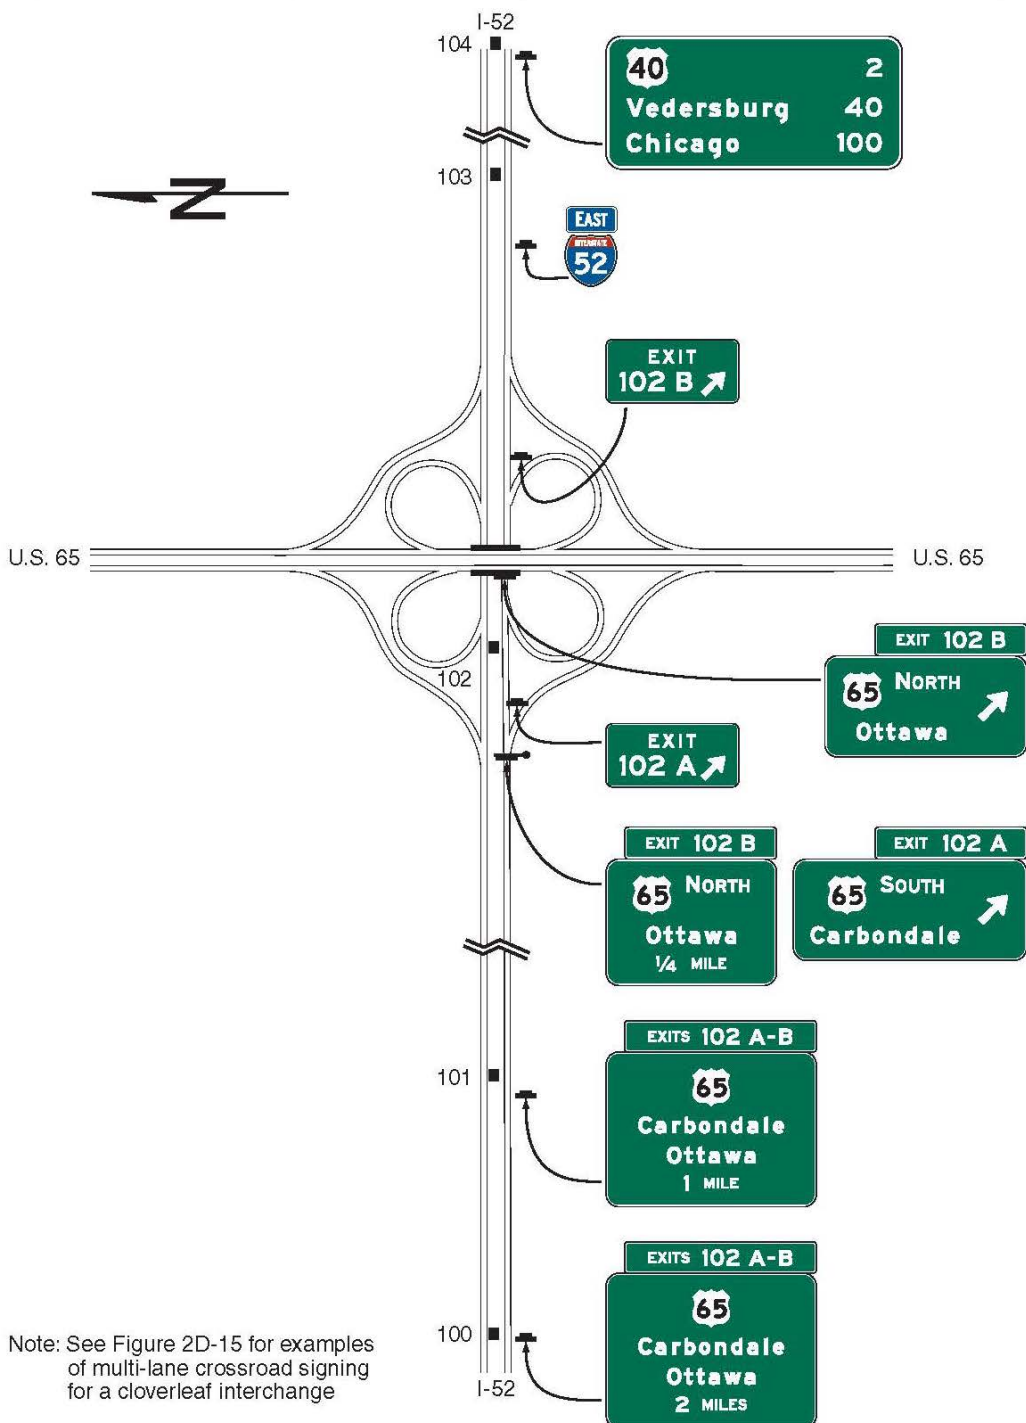 I-52
104
40 2
Vedersburg 40
Chicago 100
103
N
EAST
INTERSTATE
52
EXIT
102 B
U.S. 65
U.S. 65
EXIT 102 B
65 NORTH
Ottawa
102
EXIT
102 A
EXIT 102 B
65 NORTH
Ottawa
1/4 MILE
EXIT 102 A
65 SOUTH
Carbondale
EXITS 102 A-B
65
Carbondale
Ottawa
1 MILE
101
EXITS 102 A-B
65
Carbondale
Ottawa
2 MILES
100
Note: See Figure 2D-15 for examples
of multi-lane crossroad signing
for a cloverleaf interchange
I-52